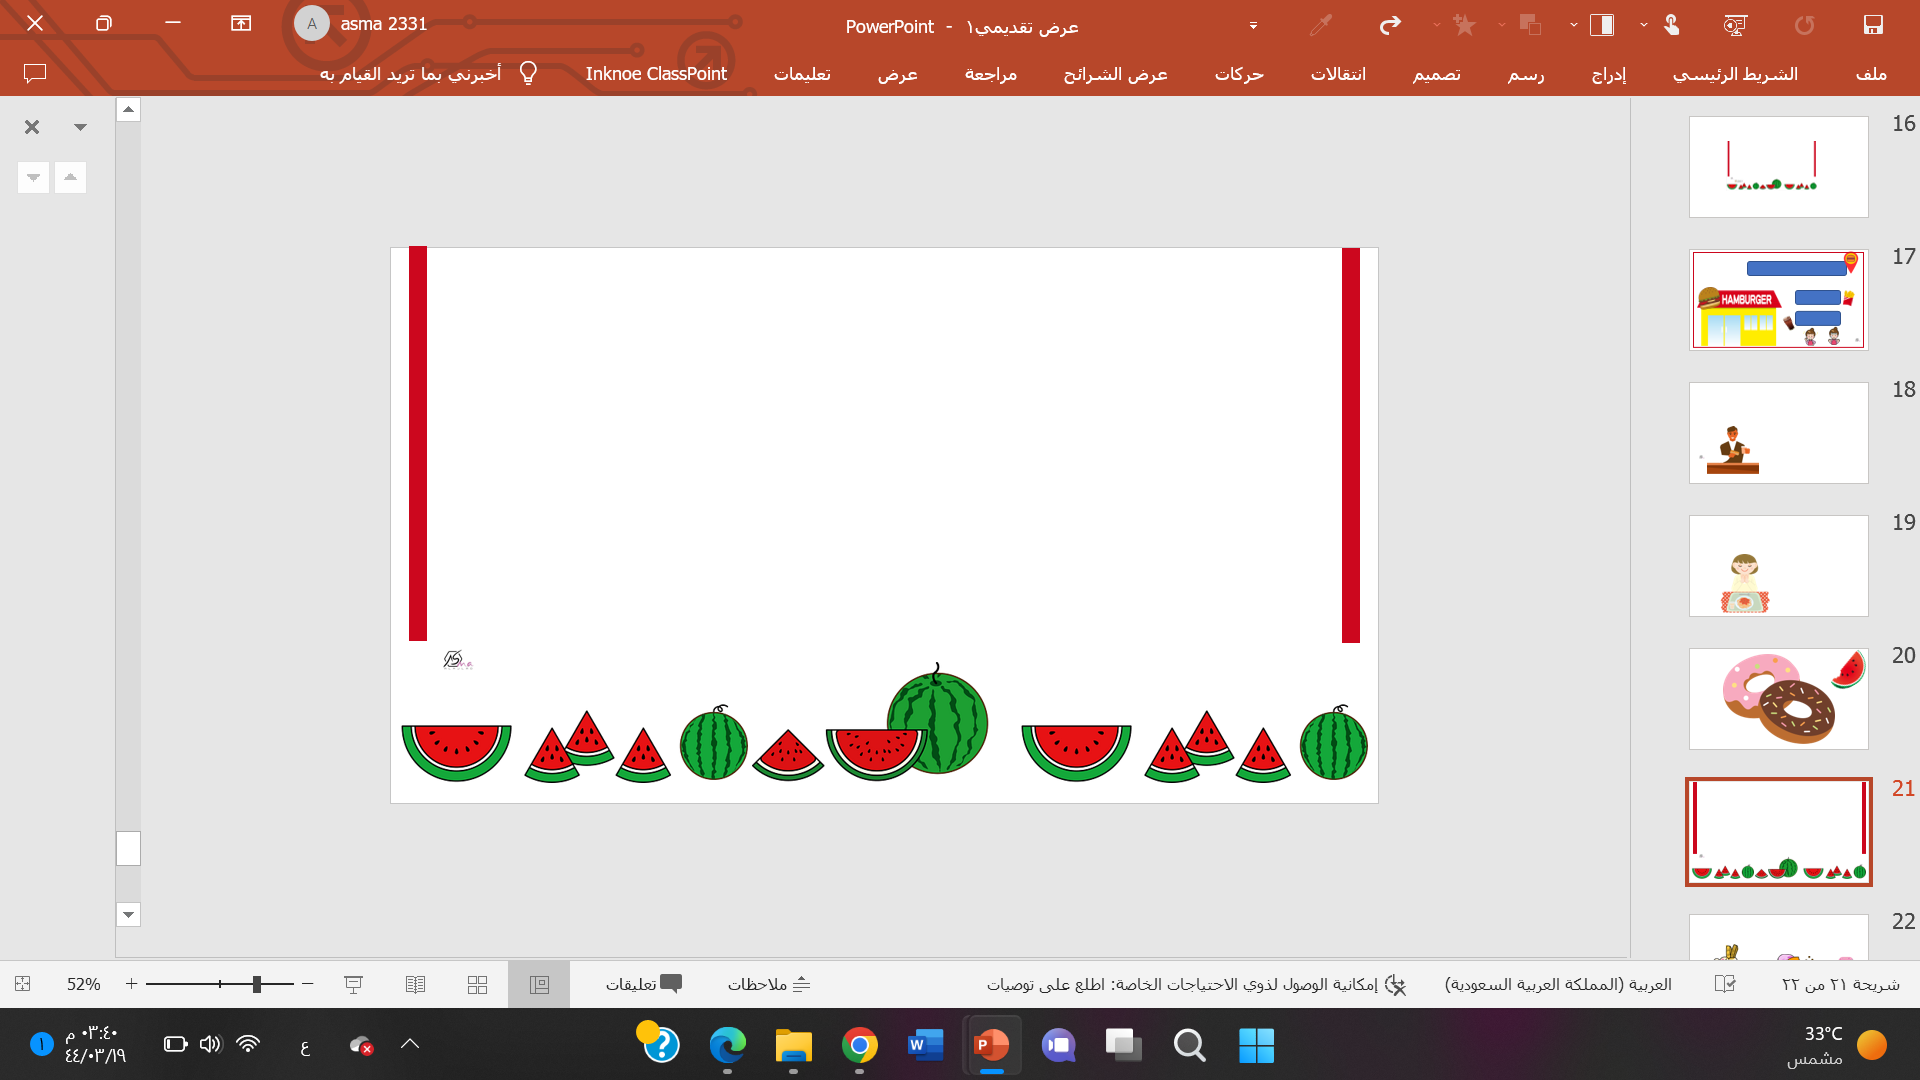 asma 2331
عرض تقديمي١ - PowerPoint
ملف
الشريط الرئيسي
إدراج
رسم
تصميم
انتقالات
حركات
عرض الشرائح
مراجعة
عرض
تعليمات
Inknoe ClassPoint
أخبرني بما تريد القيام به
16
17
HAMBURGER
18
19
20
21
22
شريحة ٢١ من ٢٢
العربية (المملكة العربية السعودية)
إمكانية الوصول لذوي الاحتياجات الخاصة: اطلع على توصيات
ملاحظات
تعليقات
52%
33°C
مشمس
ع
٠٣:٤٠ م
٤٤/٠٣/١٩
١